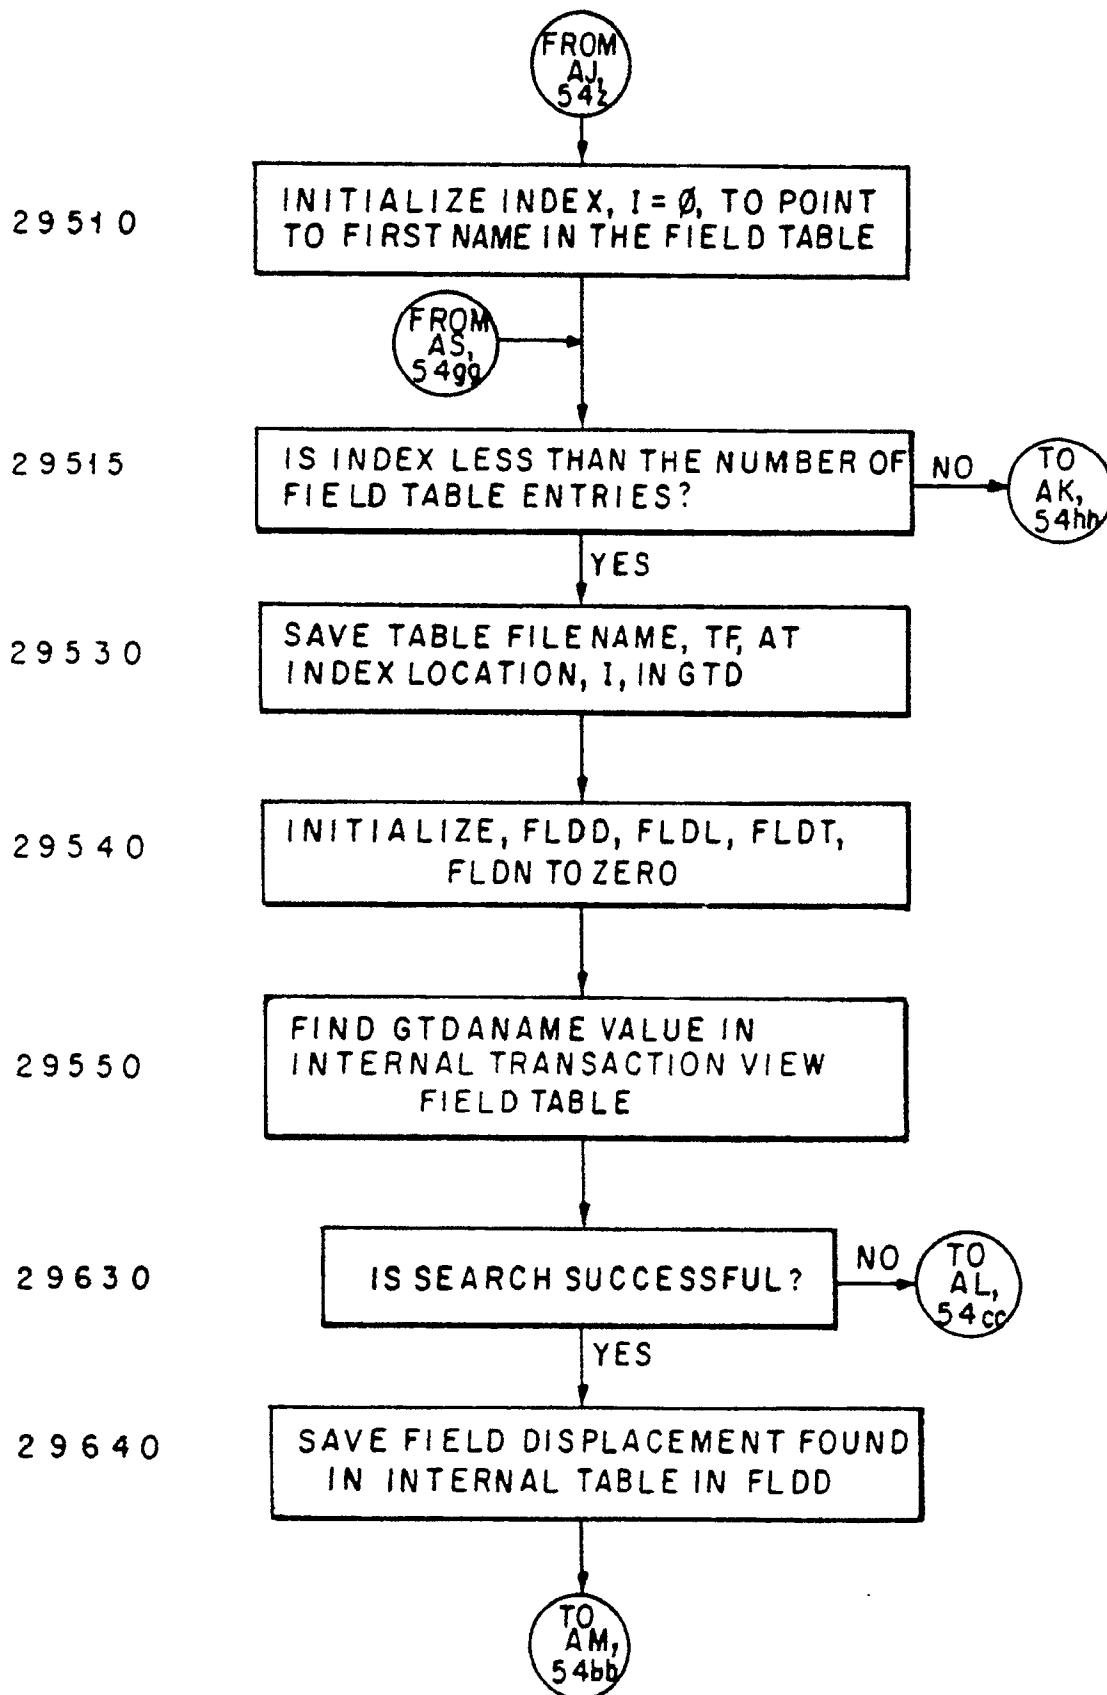 FROM
AJ,
54z
29510
INITIALIZE INDEX, I = Ø, TO POINT
TO FIRST NAME IN THE FIELD TABLE
FROM
AS,
54gg
29515
IS INDEX LESS THAN THE NUMBER OF
FIELD TABLE ENTRIES?
NO
TO
AK,
54hh
YES
29530
SAVE TABLE FILE NAME, TF, AT
INDEX LOCATION, I, IN GTD
29540
INITIALIZE, FLDD, FLDL, FLDT,
FLDN TO ZERO
29550
FIND GTDANAME VALUE IN
INTERNAL TRANSACTION VIEW
FIELD TABLE
29630
IS SEARCH SUCCESSFUL?
NO
TO
AL,
54cc
YES
29640
SAVE FIELD DISPLACEMENT FOUND
IN INTERNAL TABLE IN FLDD
TO
AM,
54bb